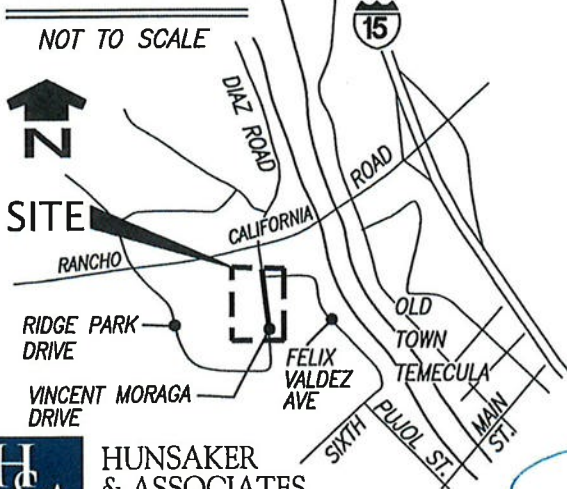 NOT TO SCALE
15
N
DIAZ ROAD
SITE
RANCHO
CALIFORNIA
ROAD
RIDGE PARK
DRIVE
VINCENT MORAGA
DRIVE
FELIX
VALDEZ
AVE
OLD
TOWN
TEMECULA
SIXTH
PUJOL ST.
MAIN
ST.
HUNSAKER
& ASSOCIATES